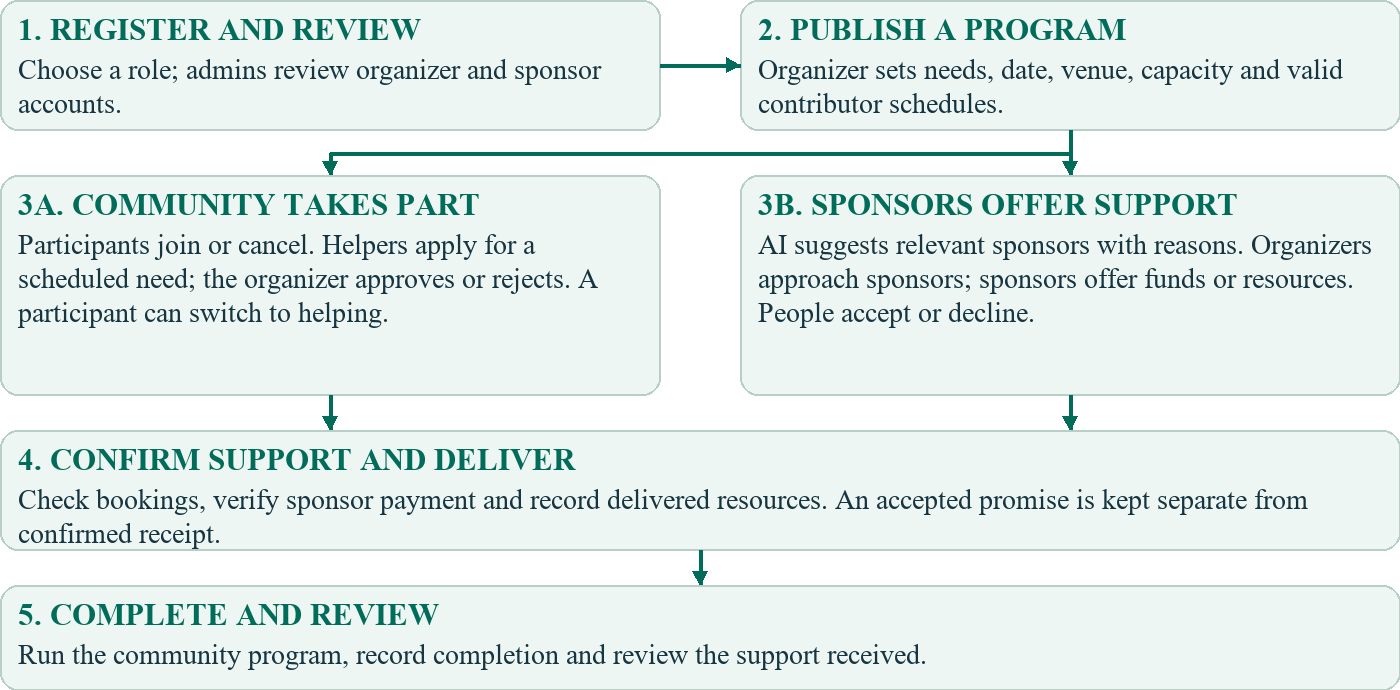 1. REGISTER AND REVIEW
Choose a role; admins review organizer and sponsor
accounts.
2. PUBLISH A PROGRAM
Organizer sets needs, date, venue, capacity and valid
contributor schedules.
3A. COMMUNITY TAKES PART
Participants join or cancel. Helpers apply for a
scheduled need; the organizer approves or rejects. A
participant can switch to helping.
3B. SPONSORS OFFER SUPPORT
AI suggests relevant sponsors with reasons. Organizers
approach sponsors; sponsors offer funds or resources.
People accept or decline.
4. CONFIRM SUPPORT AND DELIVER
Check bookings, verify sponsor payment and record delivered resources. An accepted promise is kept separate from
confirmed receipt.
5. COMPLETE AND REVIEW
Run the community program, record completion and review the support received.